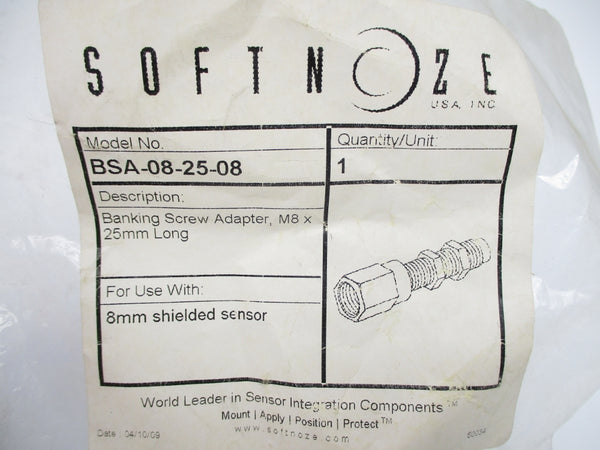 SOFTNOZE
USA, INC.
Model No.
BSA-08-25-08
Quantity/Unit:
1
Description:
Banking Screw Adapter, M8 x
25mm Long
For Use With:
8mm shielded sensor
World Leader in Sensor Integration Components™
Mount | Apply | Position | Protect™
www.softnoze.com
Date : 04/10/09